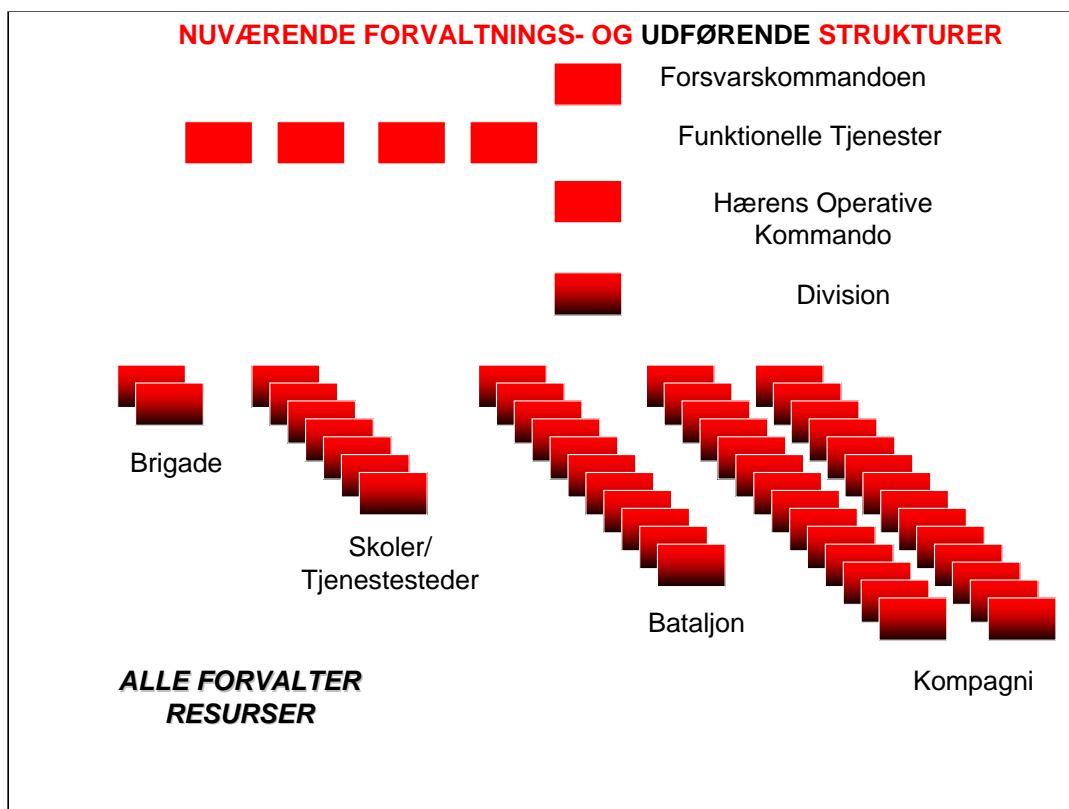 NUVÆRENDE FORVALTNINGS- OG UDFØRENDE STRUKTURER
Forsvarskommandoen
Funktionelle Tjenester
Hærens Operative
Kommando
Division
Brigade
Skoler/
Tjenestesteder
Bataljon
Kompagni
ALLE FORVALTER
RESURSER